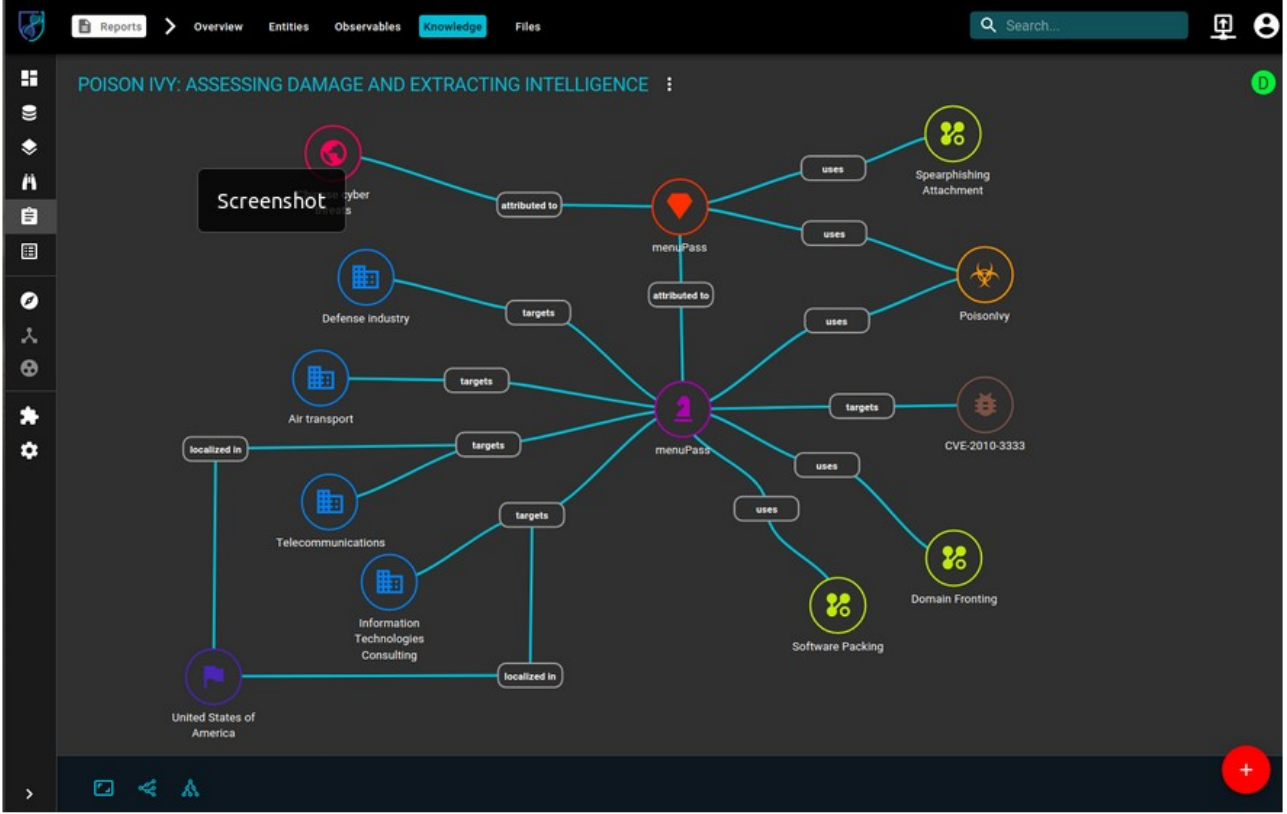 Reports
Overview
Entities
Observables
Knowledge
Files
Search...
POISON IVY: ASSESSING DAMAGE AND EXTRACTING INTELLIGENCE
D
Screenshot
cyber
attributed to
menuPass
uses
Spearphishing
Attachment
uses
PoisonIvy
attributed to
Defense industry
targets
uses
Air transport
targets
menuPass
targets
CVE-2010-3333
localized in
targets
uses
Telecommunications
targets
uses
Domain Fronting
Information
Technologies
Consulting
Software Packing
localized in
United States of
America